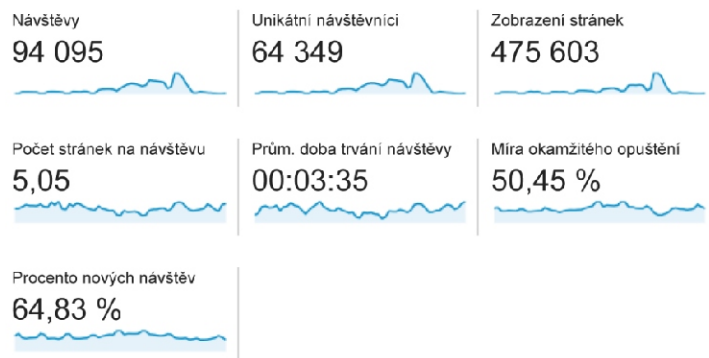 Návštěvy
94 095
Unikátní návštěvníci
64 349
Zobrazení stránek
475 603
Počet stránek na návštěvu
5,05
Prům. doba trvání návštěvy
00:03:35
Míra okamžitého opuštění
50,45 %
Procento nových návštěv
64,83 %